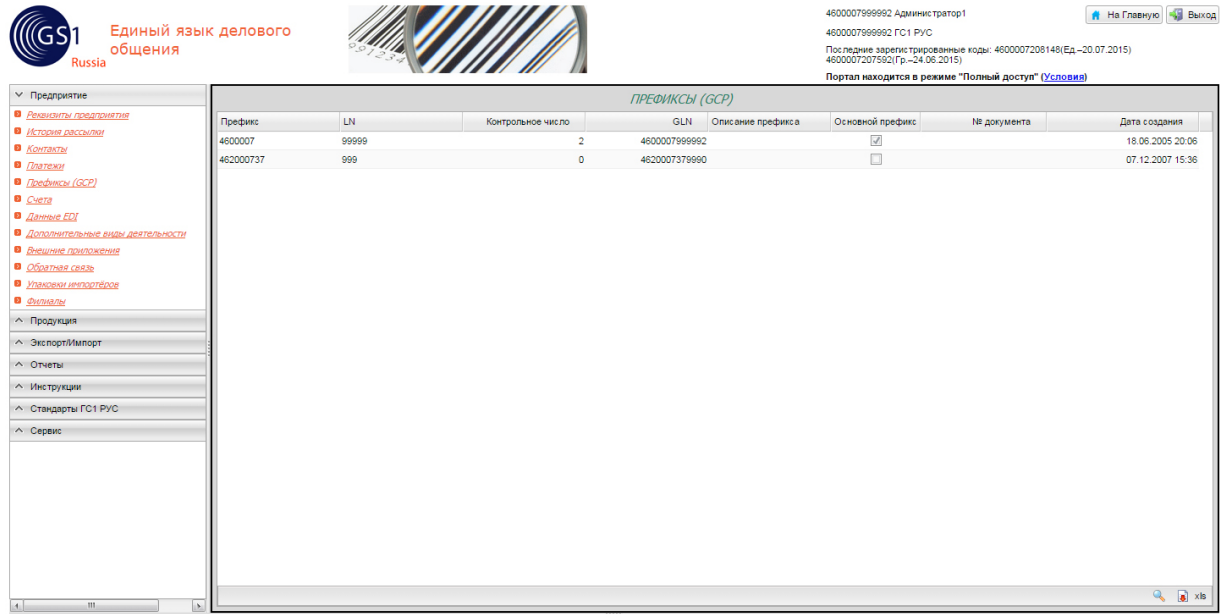 GS1
Russia
Единый язык делового
общения
991234
4600007999992 Администратор1
4600007999992 ГС1 РУС
Последние зарегистрированные коды: 4600007208148(Ед.–20.07.2015)
4600007207592(Гр.–24.06.2015)
Портал находится в режиме "Полный доступ" (Условия)
На Главную
Выход
Предприятие
Реквизиты предприятия
История рассылки
Контакты
Платежи
Префиксы (GCP)
Счета
Данные EDI
Дополнительные виды деятельности
Внешние приложения
Обратная связь
Упаковки импортёров
Филиалы
Продукция
Экспорт/Импорт
Отчеты
Инструкции
Стандарты ГС1 РУС
Сервис
ПРЕФИКСЫ (GCP)
Префикс LN Контрольное число GLN Описание префикса Основной префикс № документа Дата создания
4600007 99999 2 4600007999992 18.06.2005 20:06
462000737 999 0 4620007379990 07.12.2007 15:36
xls